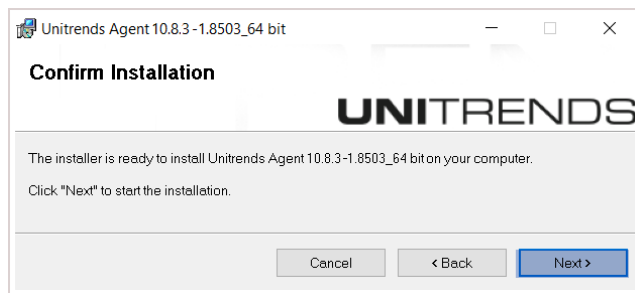 Unitrends Agent 10.8.3-1.8503_64 bit
Confirm Installation
UNITRENDS
The installer is ready to install Unitrends Agent 10.8.3-1.8503_64 bit on your computer.
Click "Next" to start the installation.
Cancel
< Back
Next >